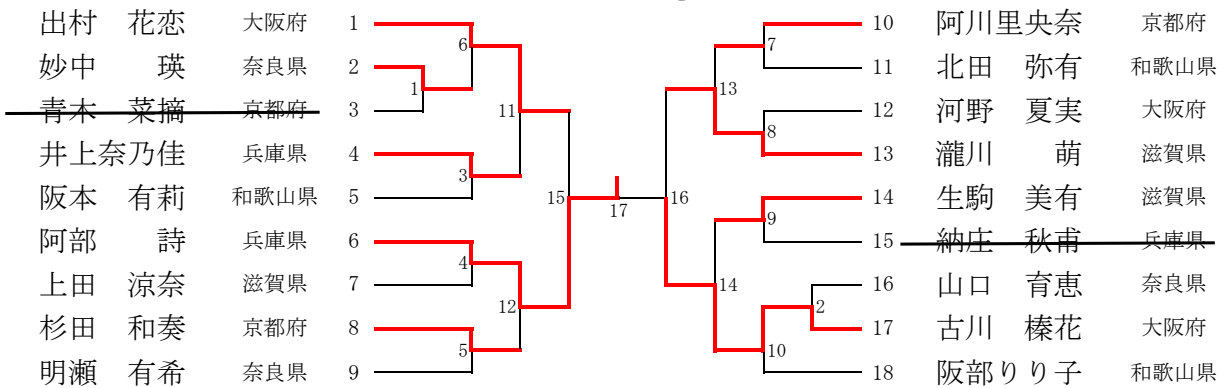 出村　花恋 大阪府 1
妙中　　瑛 奈良県 2
青木　菜摘 京都府 3
井上奈乃佳 兵庫県 4
阪本　有莉 和歌山県 5
阿部　　詩 兵庫県 6
上田　涼奈 滋賀県 7
杉田　和奏 京都府 8
明瀬　有希 奈良県 9
6
1
11
3
15
4
12
5
17
7
13
8
16
9
14
2
10
10 阿川里央奈 京都府
11 北田　弥有 和歌山県
12 河野　夏実 大阪府
13 瀧川　　萌 滋賀県
14 生駒　美有 滋賀県
15 納庄　秋甫 兵庫県
16 山口　育恵 奈良県
17 古川　榛花 大阪府
18 阪部りり子 和歌山県